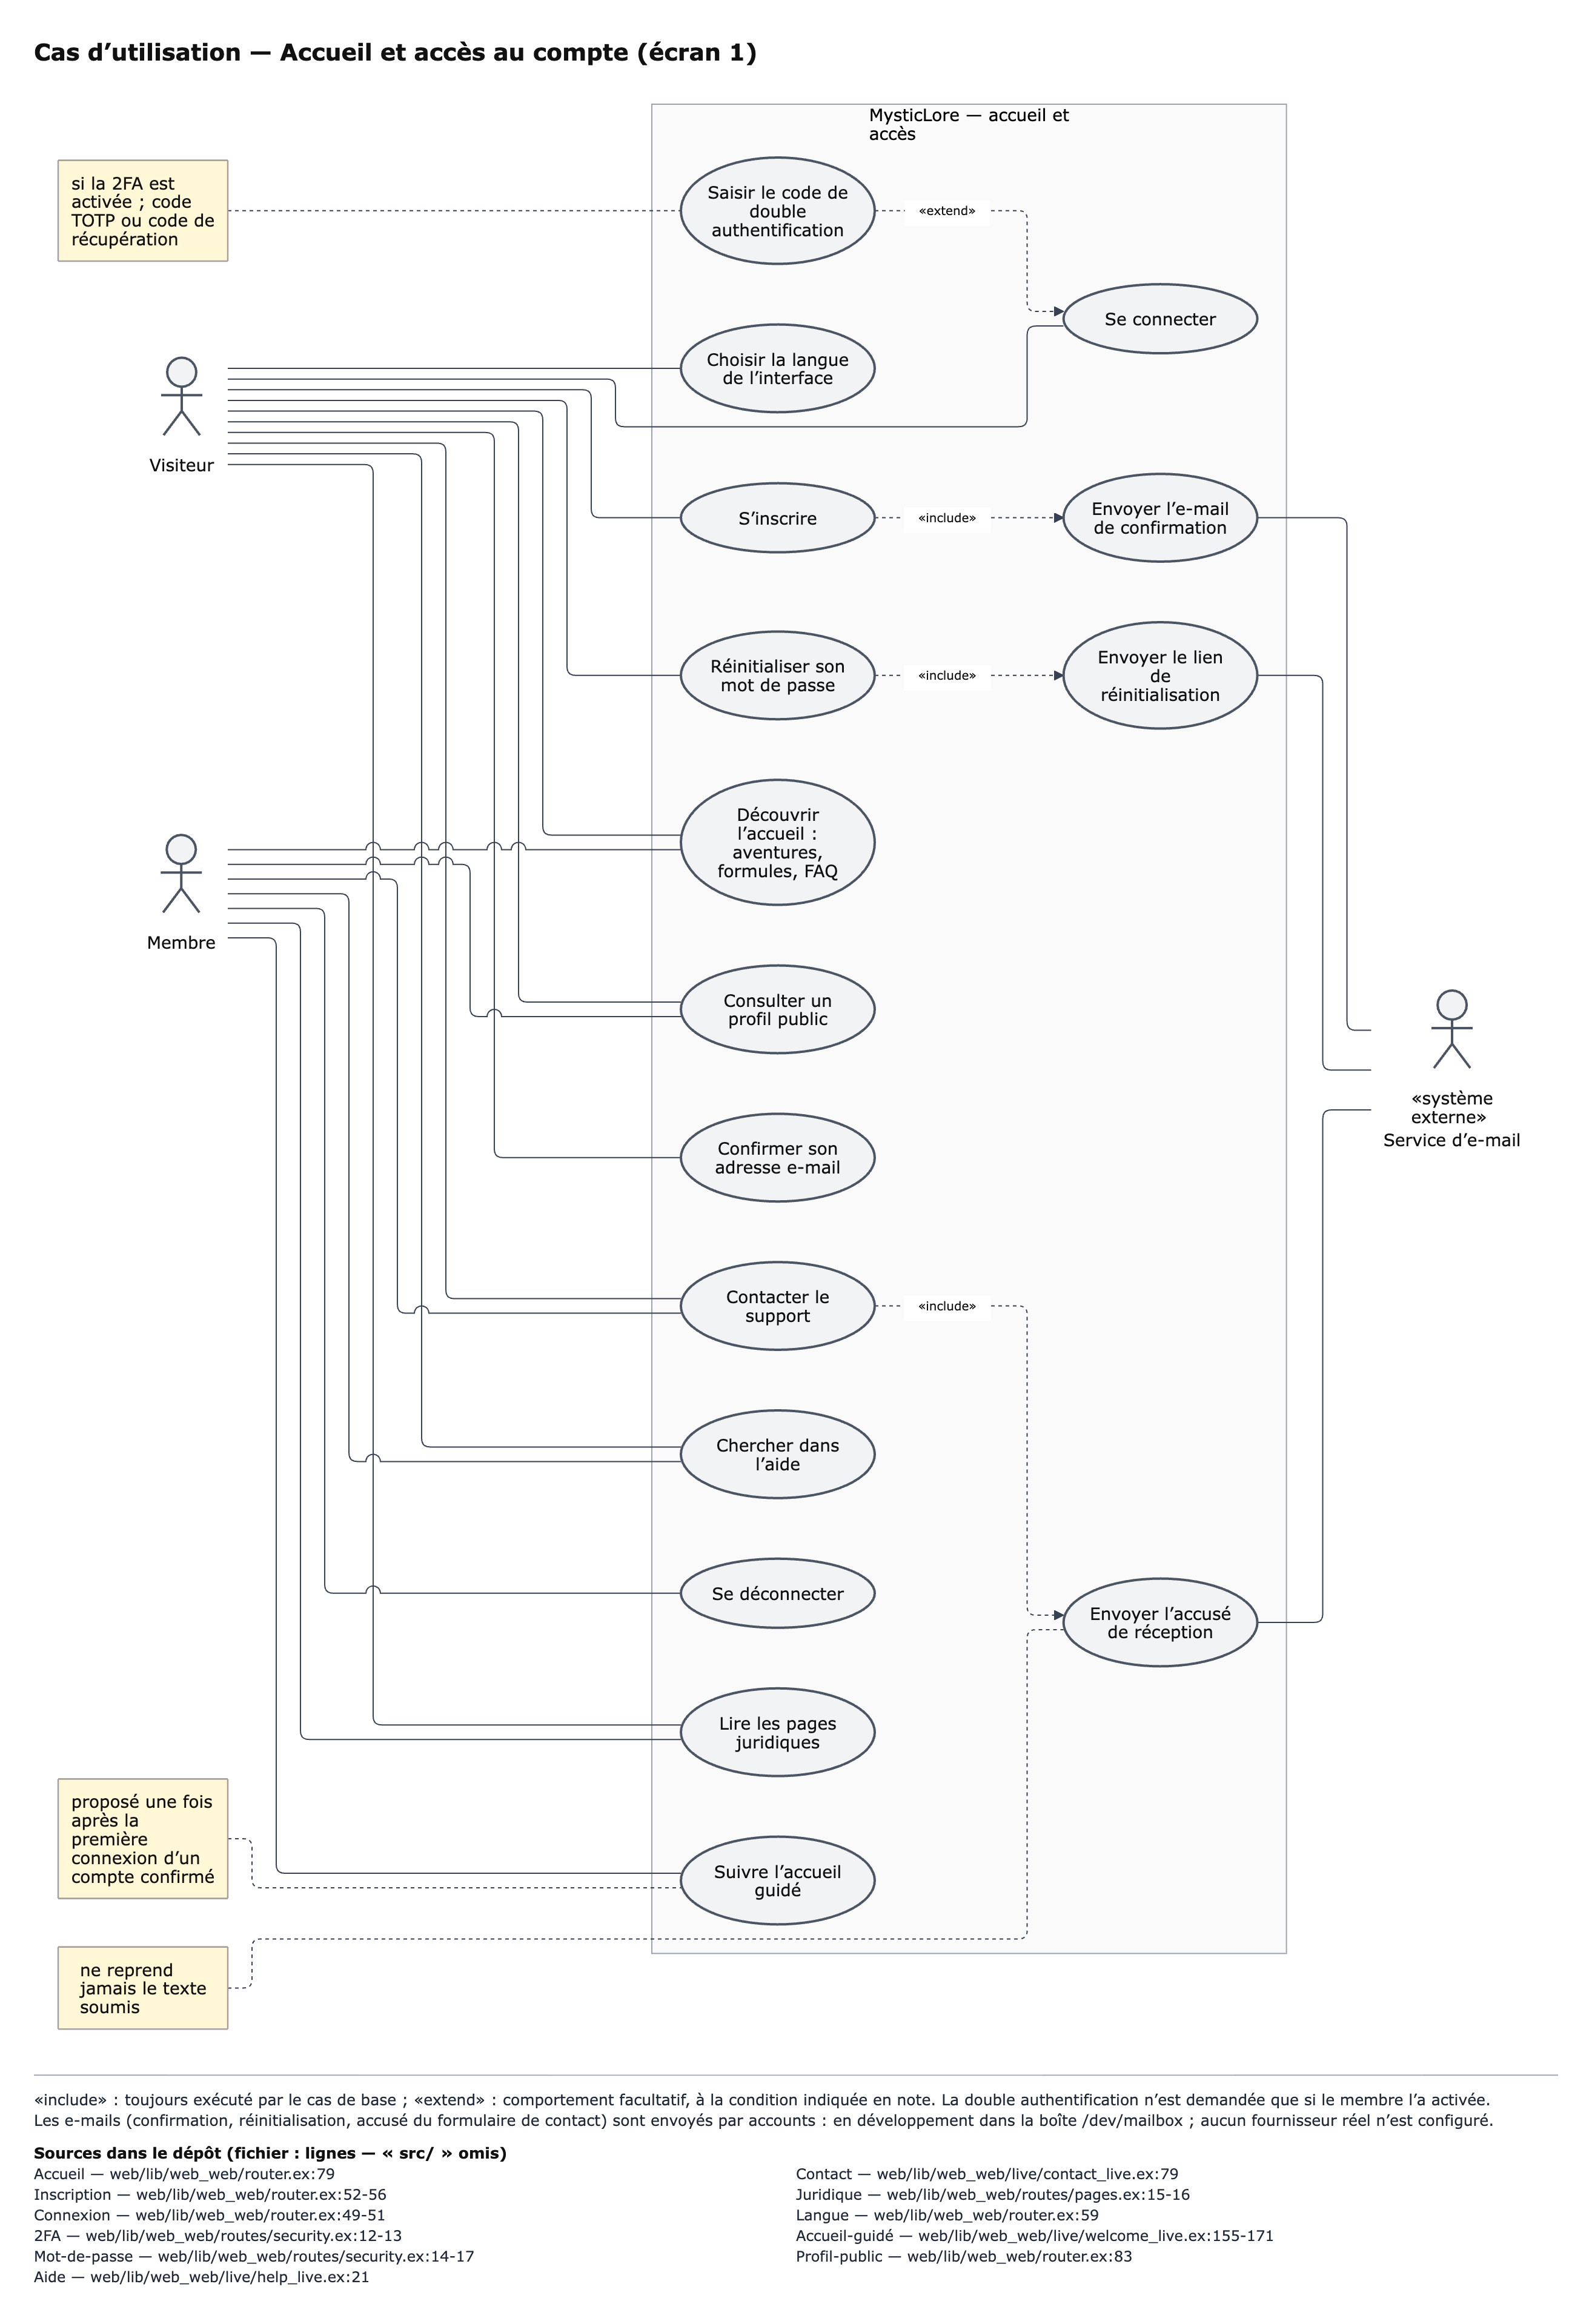 Cas d’utilisation — Accueil et accès au compte (écran 1)
MysticLore — accueil et
accès
si la 2FA est
activée ; code
TOTP ou code de
récupération
Saisir le code de
double
authentification
«extend»
Se connecter
Choisir la langue
de l’interface
Visiteur
S’inscrire
«include»
Envoyer l’e-mail
de confirmation
Réinitialiser son
mot de passe
«include»
Envoyer le lien
de
réinitialisation
Découvrir
l’accueil :
aventures,
formules, FAQ
Membre
Consulter un
profil public
«système
externe»
Service d’e-mail
Confirmer son
adresse e-mail
Contacter le
support
«include»
Chercher dans
l’aide
Se déconnecter
Envoyer l’accusé
de réception
Lire les pages
juridiques
proposé une fois
après la
première
connexion d’un
compte confirmé
Suivre l’accueil
guidé
ne reprend
jamais le texte
soumis
«include» : toujours exécuté par le cas de base ; «extend» : comportement facultatif, à la condition indiquée en note. La double authentification n’est demandée que si le membre l’a activée.
Les e-mails (confirmation, réinitialisation, accusé du formulaire de contact) sont envoyés par accounts : en développement dans la boîte /dev/mailbox ; aucun fournisseur réel n’est configuré.
Sources dans le dépôt (fichier : lignes — « src/ » omis)
Accueil — web/lib/web_web/router.ex:79
Inscription — web/lib/web_web/router.ex:52-56
Connexion — web/lib/web_web/router.ex:49-51
2FA — web/lib/web_web/routes/security.ex:12-13
Mot-de-passe — web/lib/web_web/routes/security.ex:14-17
Aide — web/lib/web_web/live/help_live.ex:21
Contact — web/lib/web_web/live/contact_live.ex:79
Juridique — web/lib/web_web/routes/pages.ex:15-16
Langue — web/lib/web_web/router.ex:59
Accueil-guidé — web/lib/web_web/live/welcome_live.ex:155-171
Profil-public — web/lib/web_web/router.ex:83